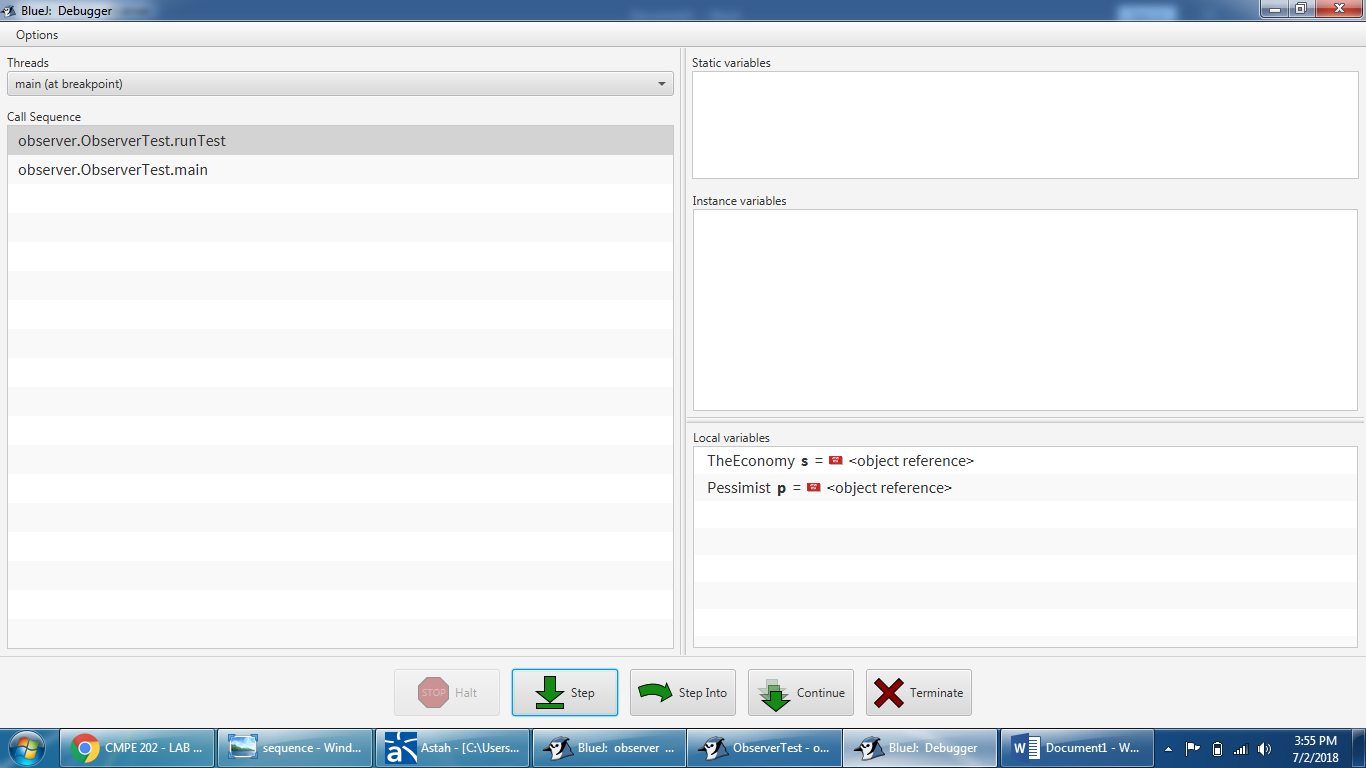 BlueJ: Debugger
Options
Threads
main (at breakpoint)
Call Sequence
observer.ObserverTest.runTest
observer.ObserverTest.main
Static variables
Instance variables
Local variables
TheEconomy s = <object reference>
Pessimist p = <object reference>
STOP Halt
Step
Step Into
Continue
Terminate
CMPE 202 - LAB ...
sequence - Wind...
Astah - [C:\Users...
BlueJ: observer ...
ObserverTest - o...
BlueJ: Debugger
Document1 - W...
3:55 PM
7/2/2018